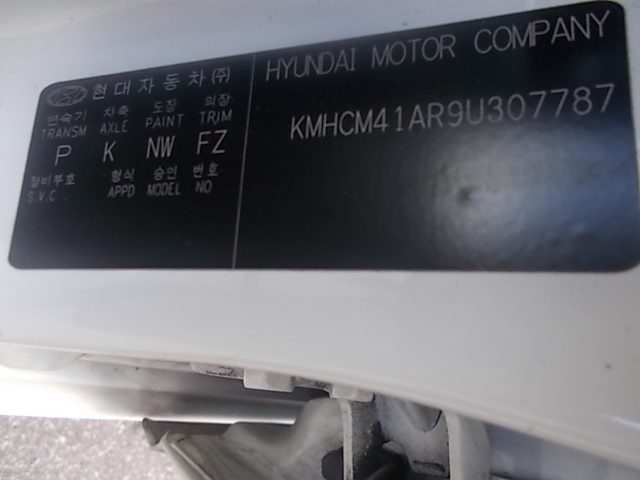 현대자동차(주)
변속기 차축 도장 의장
TRANSM AXLE PAINT TRIM
P K NW FZ
정비부호 형식 승인 번호
S.V.C APPD MODEL NO
HYUNDAI MOTOR COMPANY
KMHCM41AR9U307787